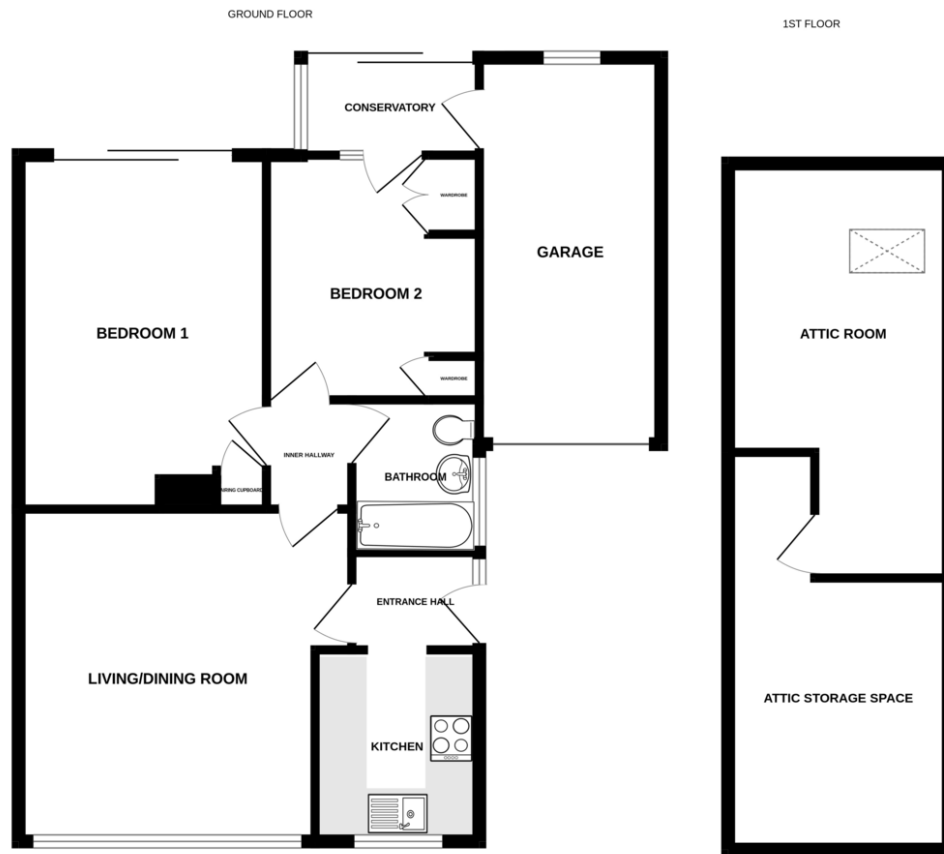 GROUND FLOOR
1ST FLOOR
CONSERVATORY
WARDROBE
GARAGE
BEDROOM 2
BEDROOM 1
ATTIC ROOM
WARDROBE
INNER HALLWAY
BATHROOM
AIRING CUPBOARD
ENTRANCE HALL
LIVING/DINING ROOM
ATTIC STORAGE SPACE
KITCHEN